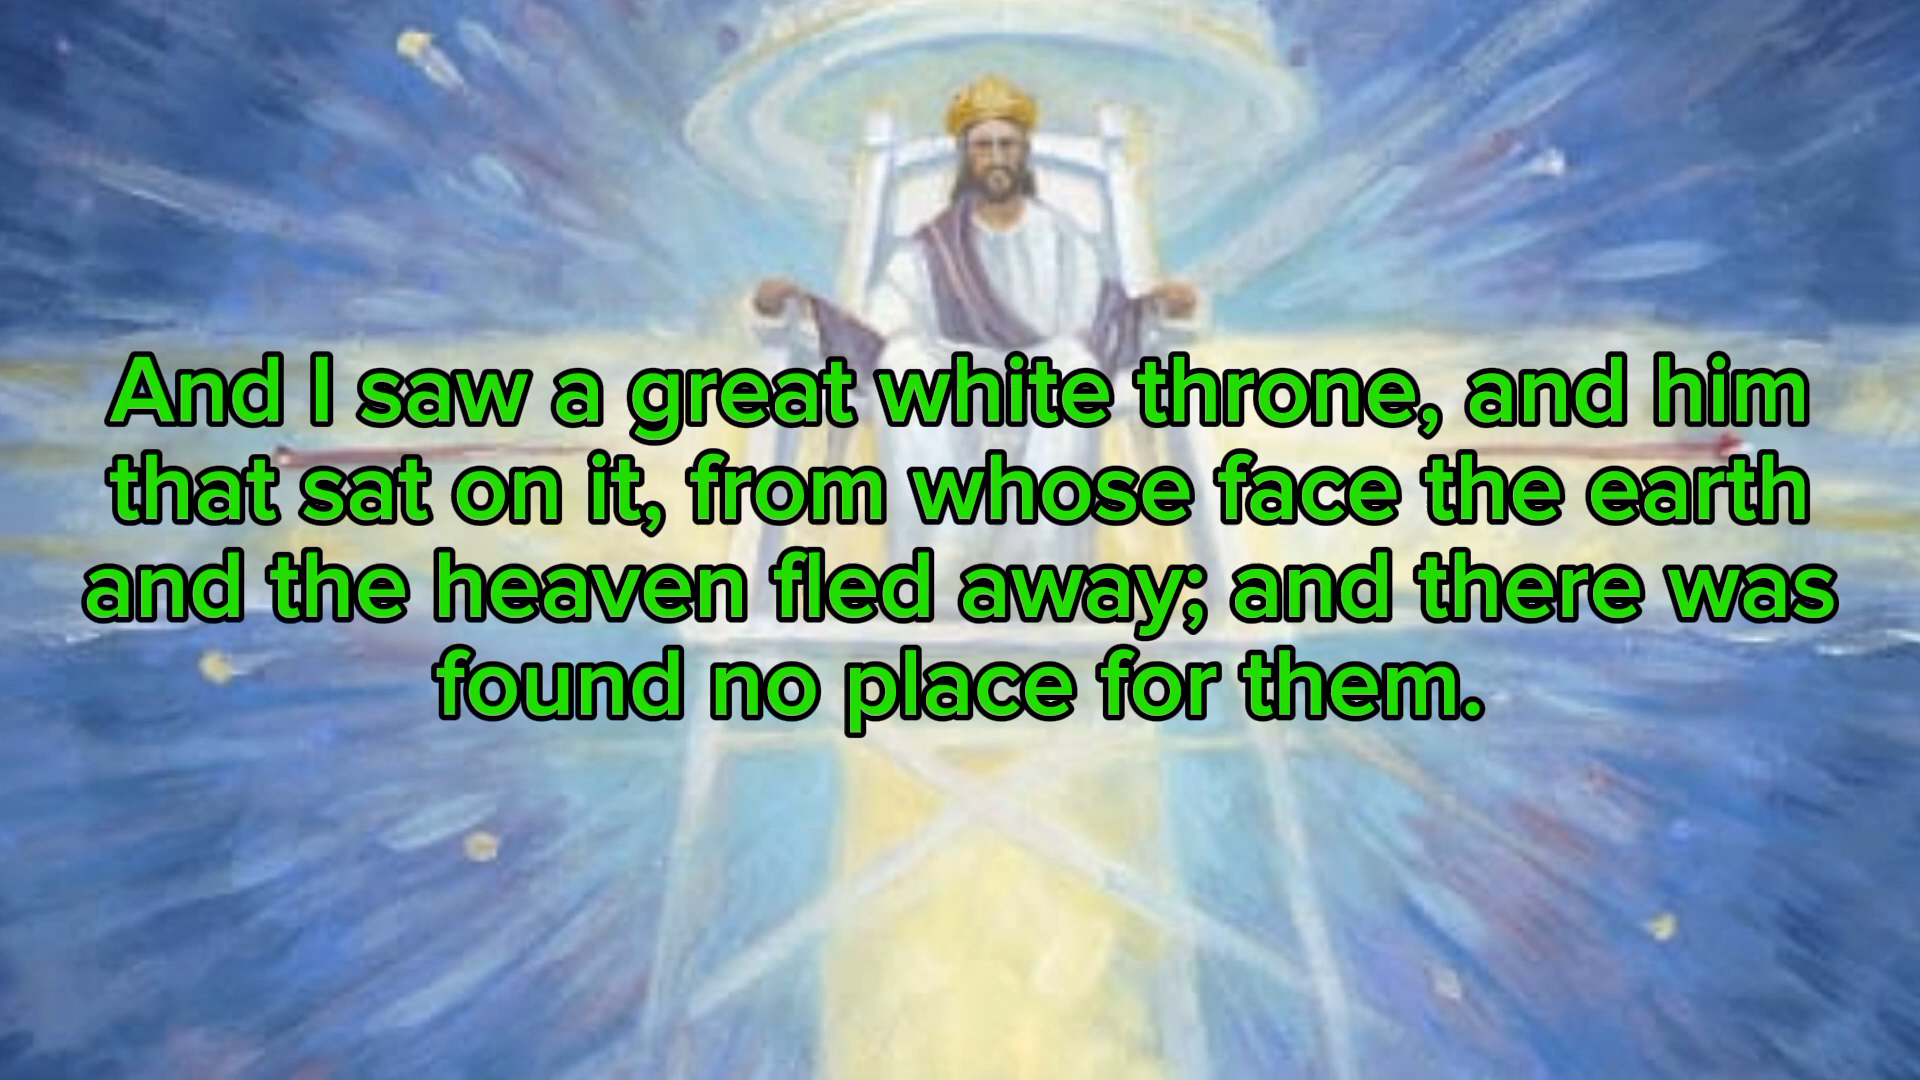 And I saw a great white throne, and him
that sat on it, from whose face the earth
and the heaven fled away; and there was
found no place for them.